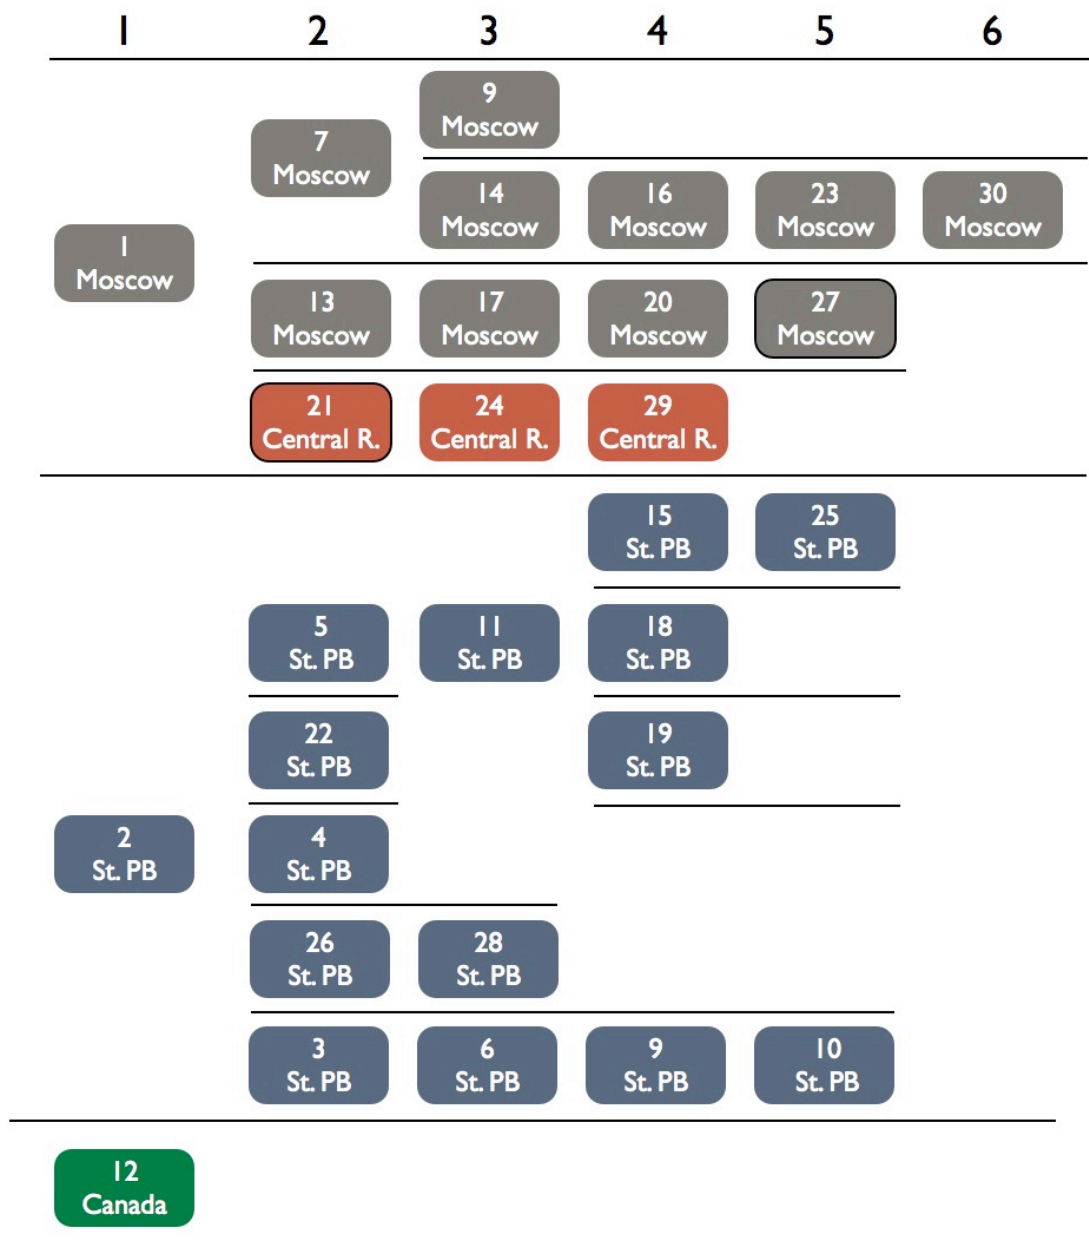 1 2 3 4 5 6
9
Moscow
7
Moscow
14
Moscow
16
Moscow
23
Moscow
30
Moscow
1
Moscow
13
Moscow
17
Moscow
20
Moscow
27
Moscow
21
Central R.
24
Central R.
29
Central R.
15
St. PB
25
St. PB
5
St. PB
11
St. PB
18
St. PB
22
St. PB
19
St. PB
2
St. PB
4
St. PB
26
St. PB
28
St. PB
3
St. PB
6
St. PB
9
St. PB
10
St. PB
12
Canada